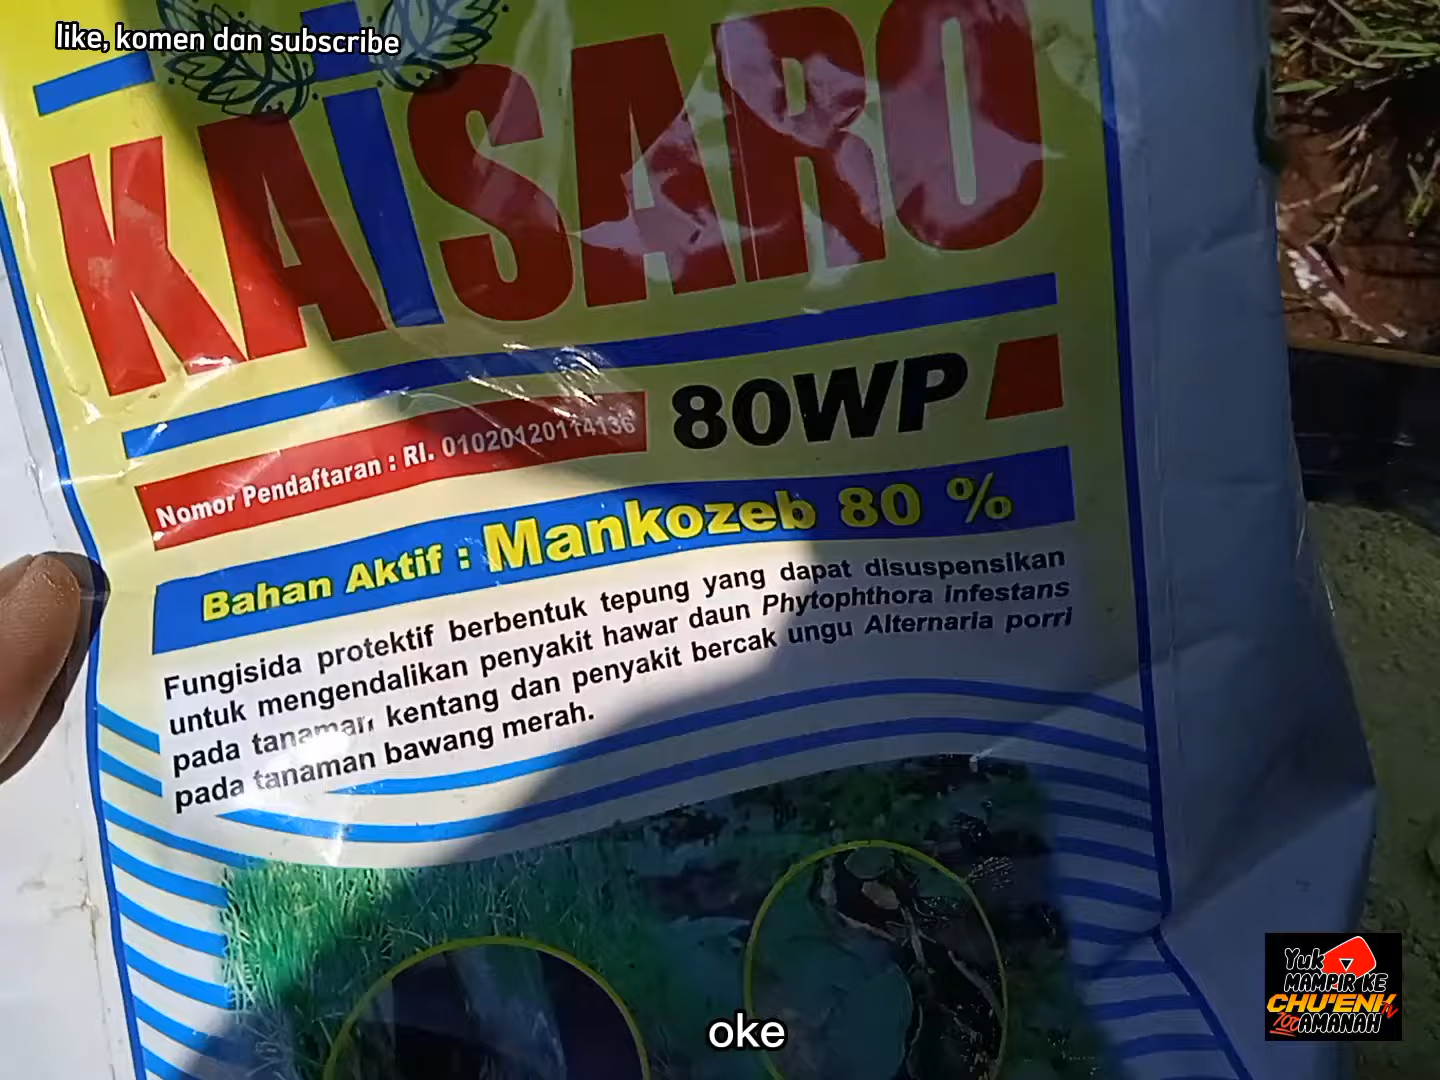 like, komen dan subscribe
KAISARO
80WP
Nomor Pendaftaran : RI. 01020120114136
Bahan Aktif : Mankozeb 80 %
Fungisida protektif berbentuk tepung yang dapat disuspensikan
untuk mengendalikan penyakit hawar daun Phytophthora infestans
pada tanaman kentang dan penyakit bercak ungu Alternaria porri
pada tanaman bawang merah.
oke
Yuk
MAMPIR KE
CHU'ENK
AMANAH